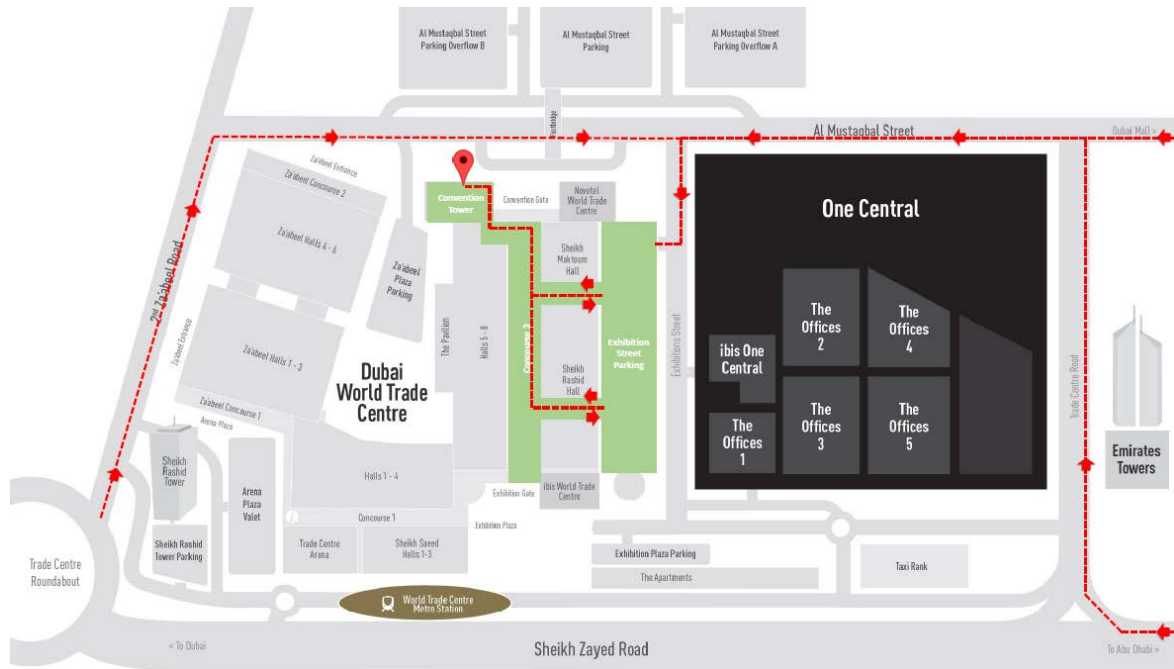 Al Mustaqbal Street
Parking Overflow B
Al Mustaqbal Street
Parking
Al Mustaqbal Street
Parking Overflow A
Footbridge
Al Mustaqbal Street
Dubai Mall >
Za'abeel Entrance
Za'abeel Concourse 2
Convention
Tower
Convention Gate
Novotel
World Trade
Centre
One Central
2nd Za'abeel Road
Za'abeel Halls 4 - 6
Za'abeel
Plaza
Parking
Sheikh
Maktoum
Hall
The
Offices
2
The
Offices
4
Za'abeel Entrance
Za'abeel Halls 1 - 3
The Pavilion
Halls 5 - 8
Concourse 2
Exhibition
Street
Parking
Exhibitions Street
ibis One
Central
Trade Centre Road
Dubai
World Trade
Centre
Sheikh
Rashid
Hall
Za'abeel Concourse 1
Arena Plaza
The
Offices
1
The
Offices
3
The
Offices
5
Emirates
Towers
Sheikh
Rashid
Tower
Halls 1 - 4
Arena
Plaza
Valet
Exhibition Gate
ibis World Trade
Centre
Concourse 1
Exhibition Plaza
Sheikh Rashid
Tower Parking
Trade Centre
Arena
Sheikh Saeed
Halls 1-3
Exhibition Plaza Parking
Taxi Rank
Trade Centre
Roundabout
The Apartments
World Trade Centre
Metro Station
< To Dubai
Sheikh Zayed Road
To Abu Dhabi >